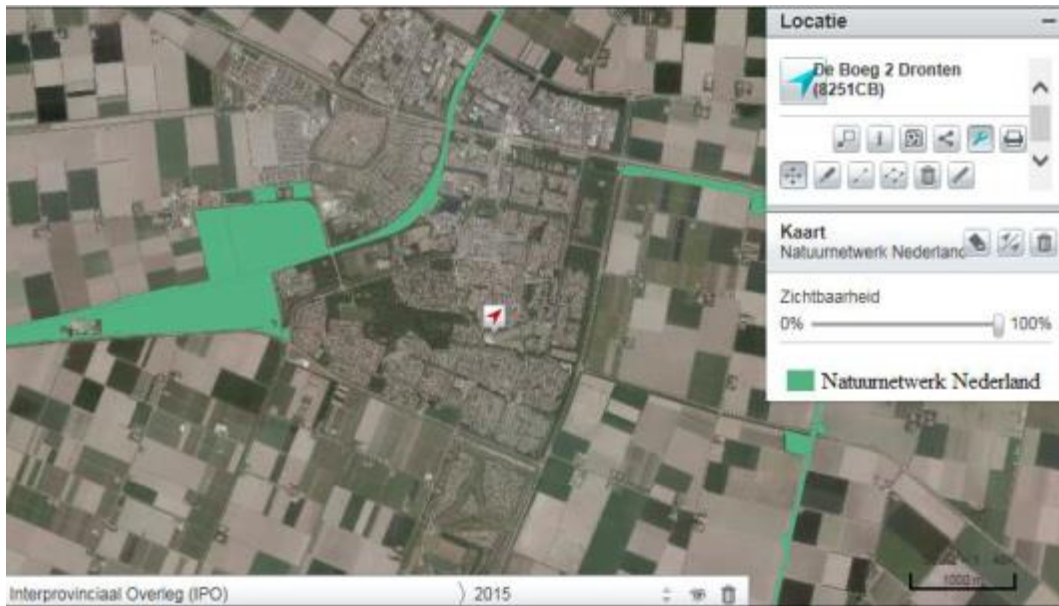 Locatie
De Boeg 2 Dronten
(8251CB)
Kaart
Natuurnetwerk Nederland
Zichtbaarheid
0% 100%
Natuurnetwerk Nederland
1000 m
Interprovinciaal Overleg (IPO) 2015